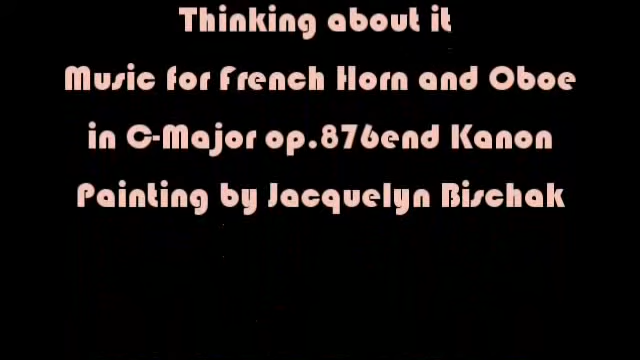 Thinking about it
Music for French Horn and Oboe
in C-Major op.876end Kanon
Painting by Jacquelyn Bischak